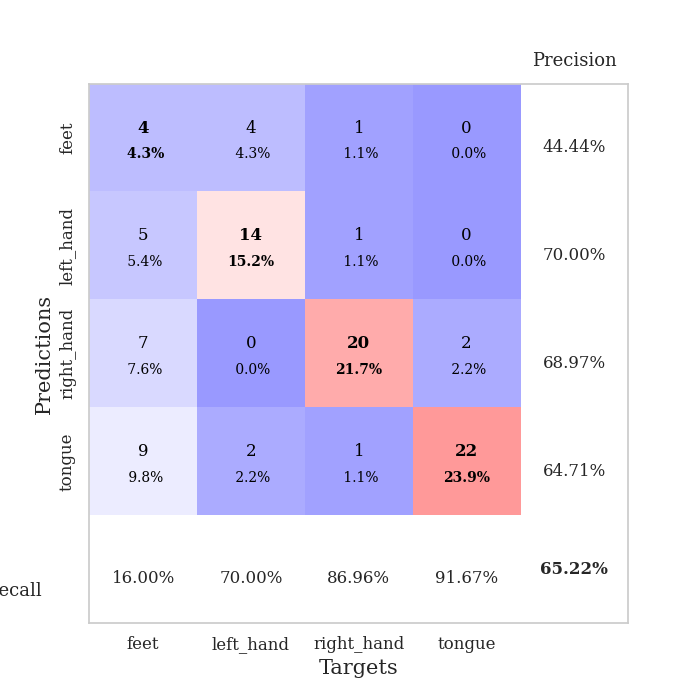 Precision
feet 4 4 1 0 44.44%
4.3% 4.3% 1.1% 0.0%
left_hand 5 14 1 0 70.00%
5.4% 15.2% 1.1% 0.0%
Predictions
right_hand 7 0 20 2 68.97%
7.6% 0.0% 21.7% 2.2%
tongue 9 2 1 22 64.71%
9.8% 2.2% 1.1% 23.9%
ecall 16.00% 70.00% 86.96% 91.67% 65.22%
feet left_hand right_hand tongue
Targets